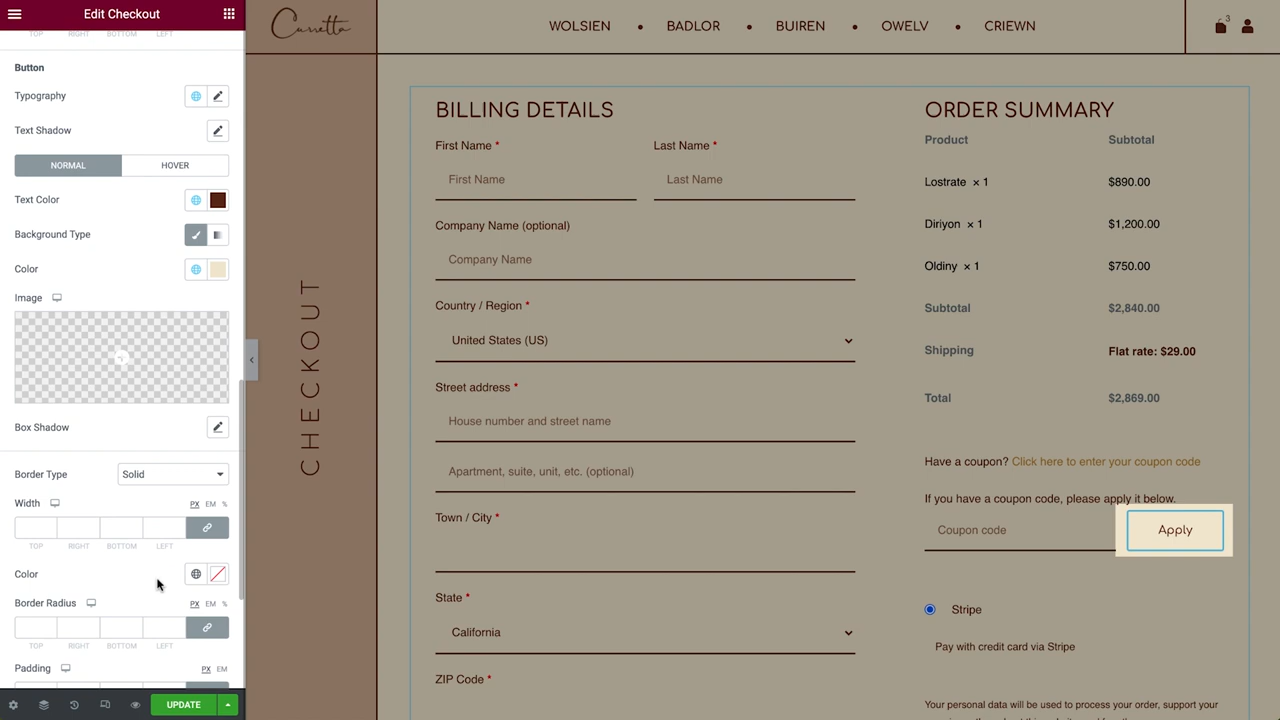 Edit Checkout
TOP RIGHT BOTTOM LEFT
Button
Typography
Text Shadow
NORMAL HOVER
Text Color
Background Type
Color
Image
Box Shadow
Border Type Solid
Width PX EM %
TOP RIGHT BOTTOM LEFT
Color
Border Radius PX EM %
TOP RIGHT BOTTOM LEFT
Padding PX EM
UPDATE
Curretta
WOLSIEN • BADLOR • BUIREN • OWELV • CRIEWN
3
CHECKOUT
BILLING DETAILS
First Name * Last Name *
First Name Last Name
Company Name (optional)
Company Name
Country / Region *
United States (US)
Street address *
House number and street name
Apartment, suite, unit, etc. (optional)
Town / City *
State *
California
ZIP Code *
ORDER SUMMARY
Product Subtotal
Lostrate × 1 $890.00
Diriyon × 1 $1,200.00
Oldiny × 1 $750.00
Subtotal $2,840.00
Shipping Flat rate: $29.00
Total $2,869.00
Have a coupon? Click here to enter your coupon code
If you have a coupon code, please apply it below.
Coupon code Apply
Stripe
Pay with credit card via Stripe
Your personal data will be used to process your order, support your